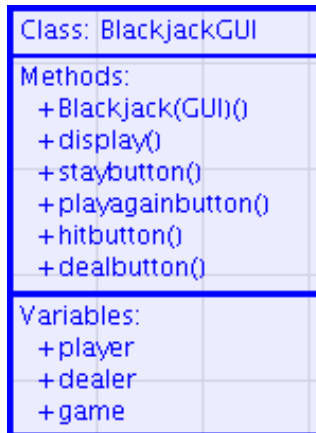 Class: BlackjackGUI
Methods:
+Blackjack(GUI)()
+display()
+staybutton()
+playagainbutton()
+hitbutton()
+dealbutton()
Variables:
+player
+dealer
+game